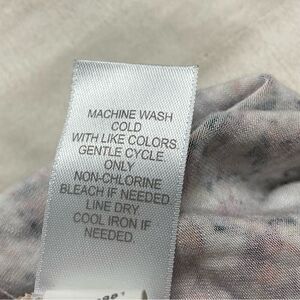 MACHINE WASH
COLD
WITH LIKE COLORS.
GENTLE CYCLE
ONLY
NON-CHLORINE
BLEACH IF NEEDED.
LINE DRY.
COOL IRON IF
NEEDED.